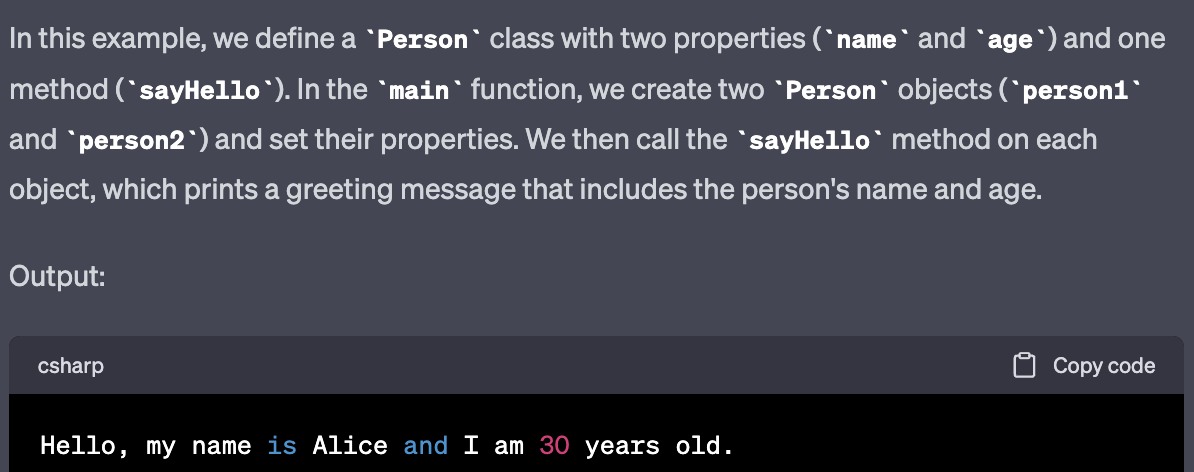 In this example, we define a `Person` class with two properties (`name` and `age`) and one
method (`sayHello`). In the `main` function, we create two `Person` objects (`person1`
and `person2`) and set their properties. We then call the `sayHello` method on each
object, which prints a greeting message that includes the person's name and age.
Output:
csharp Copy code
Hello, my name is Alice and I am 30 years old.